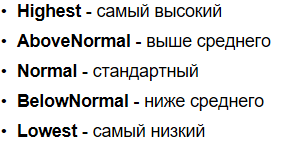 • Highest - самый высокий
• AboveNormal - выше среднего
• Normal - стандартный
• BelowNormal - ниже среднего
• Lowest - самый низкий